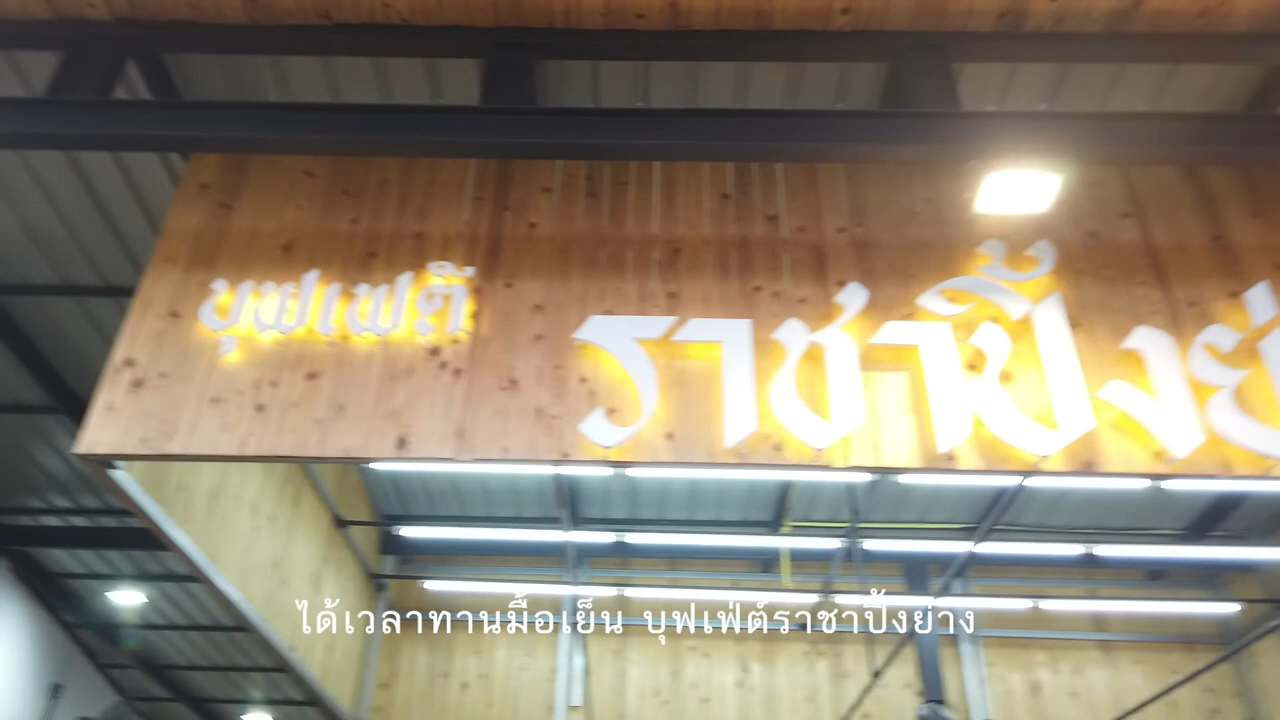 บุฟเฟต์
ราชาปิ้งย่
ได้เวลาทานมื้อเย็น บุฟเฟ่ต์ราชาปิ้งย่าง